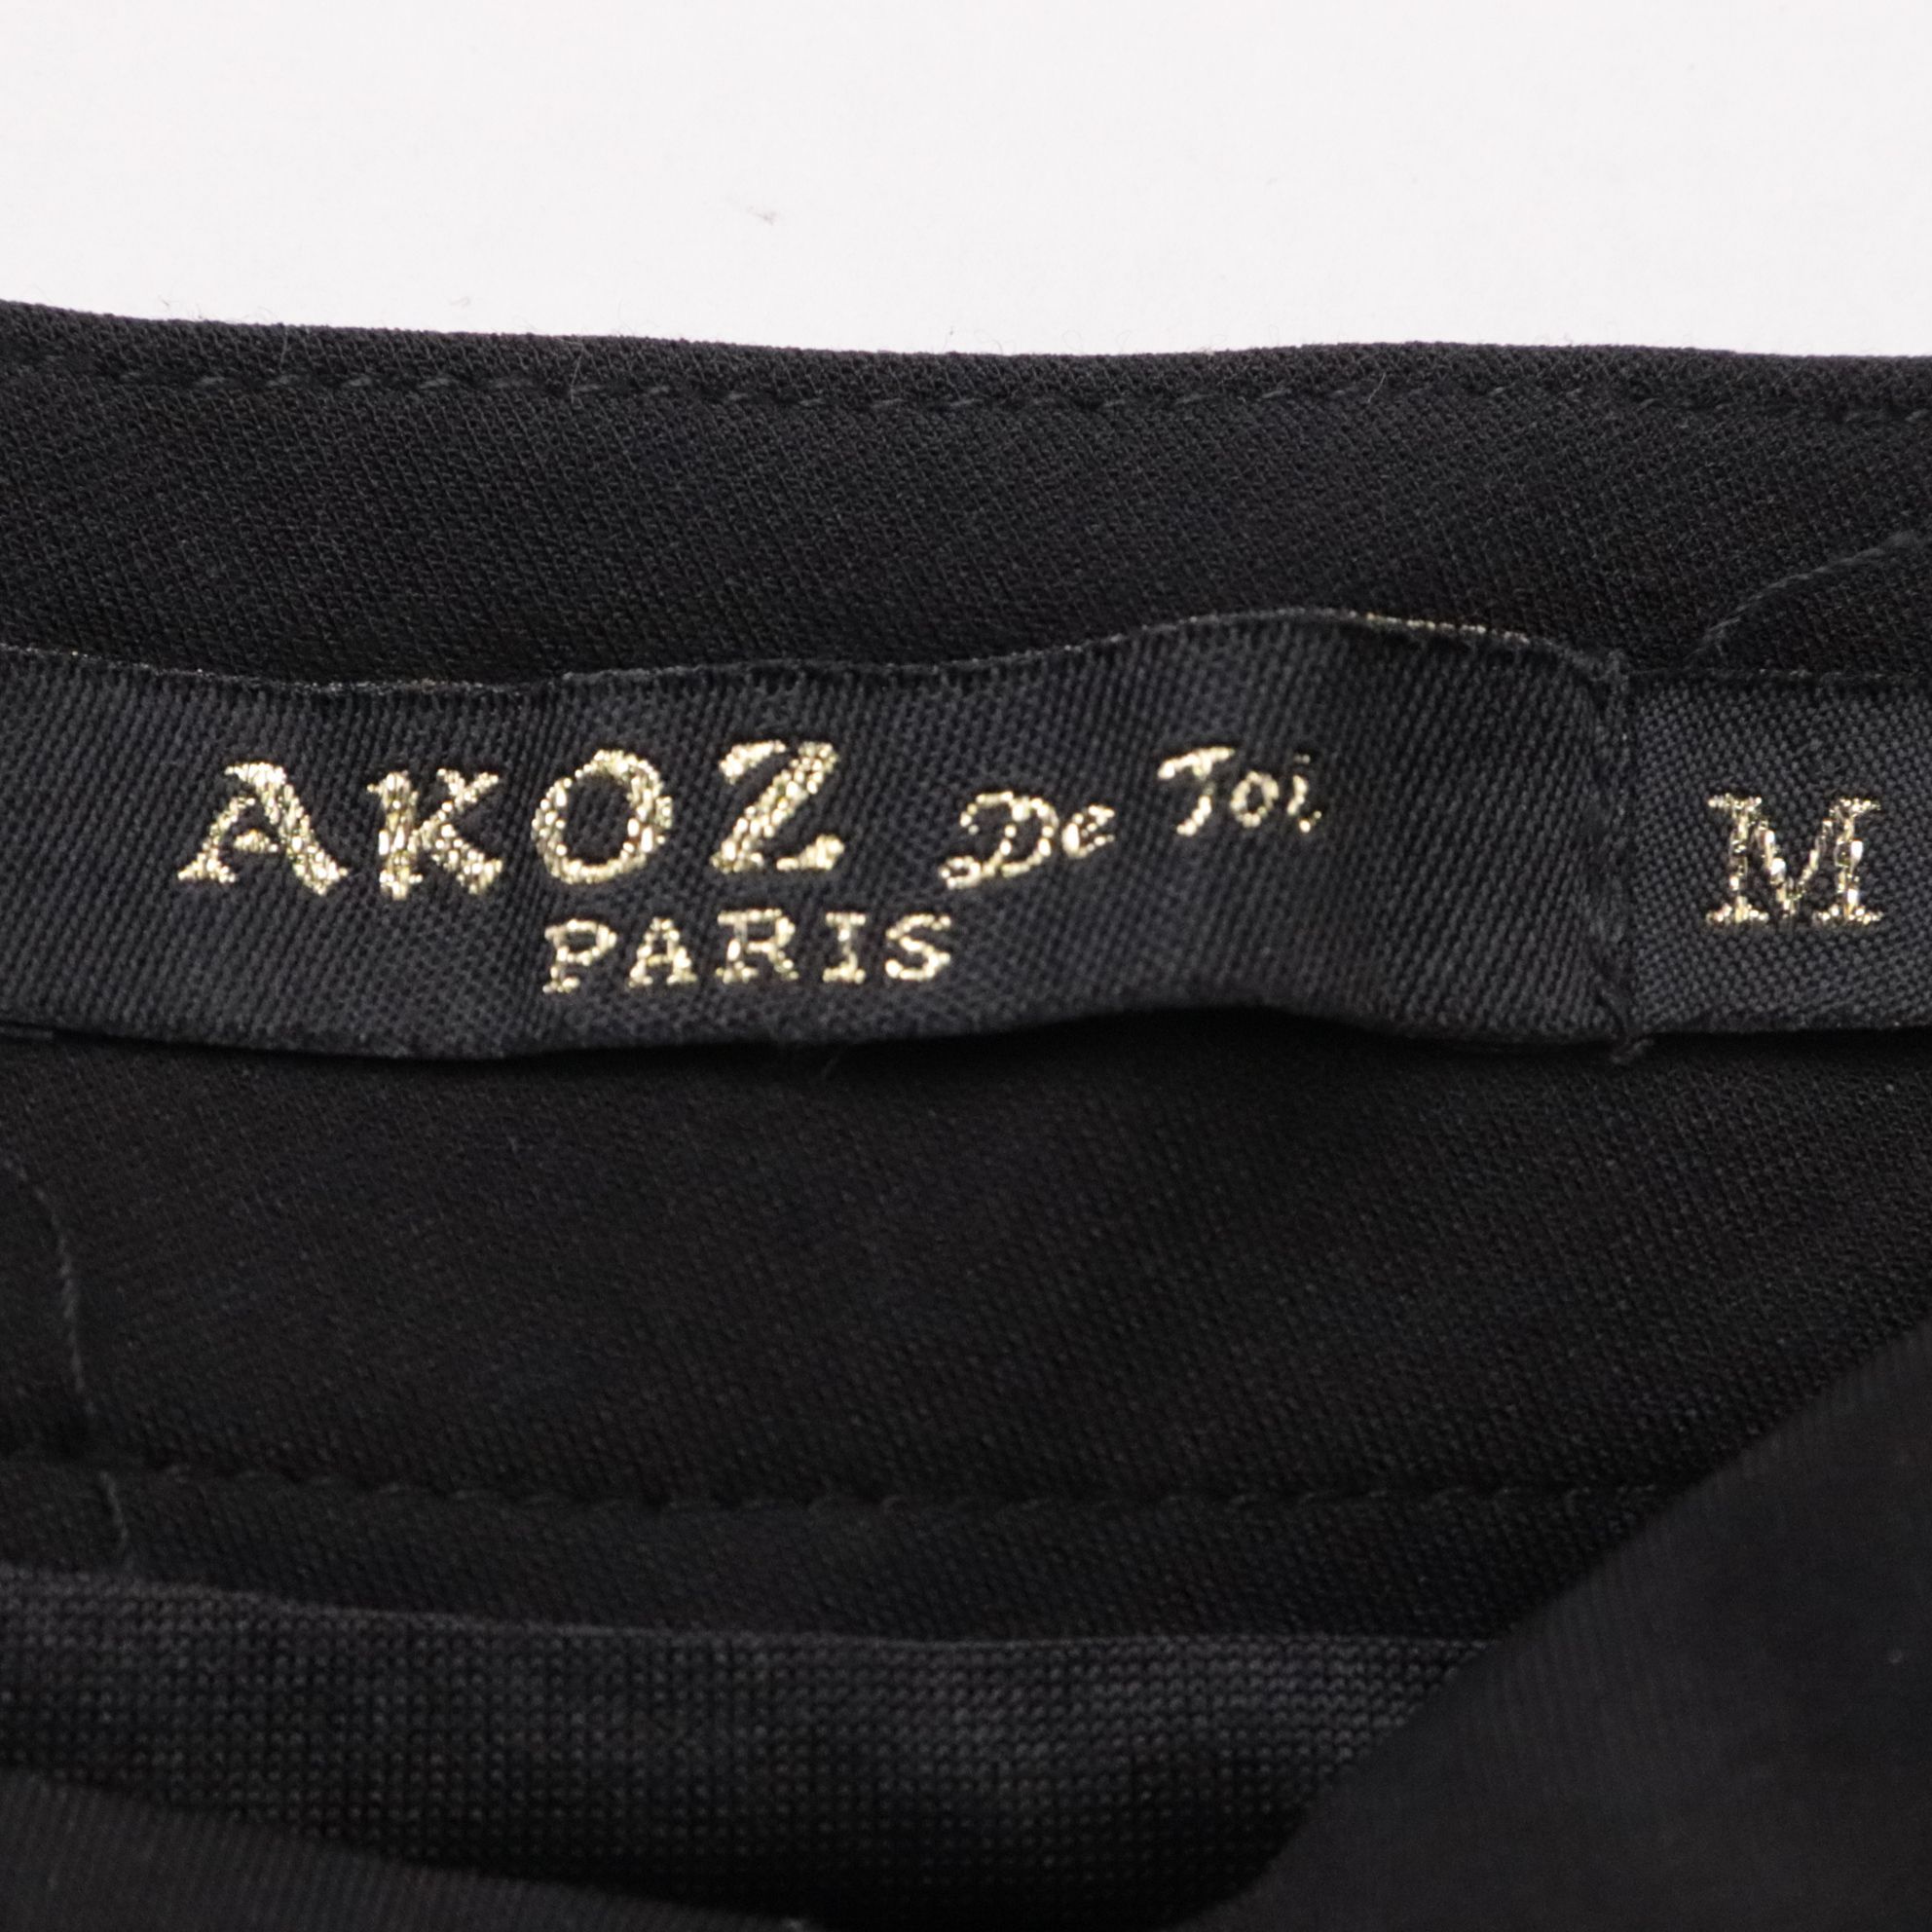 AKOZ De Toi M
PARIS